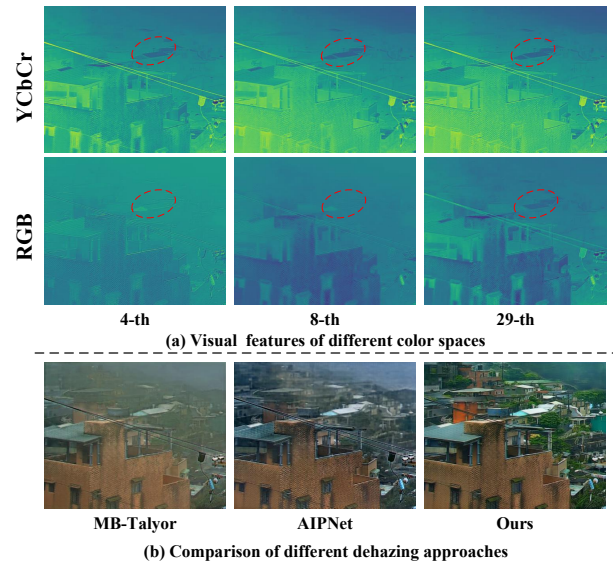 YCbCr
RGB
4-th 8-th 29-th
(a) Visual features of different color spaces
MB-Talyor AIPNet Ours
(b) Comparison of different dehazing approaches